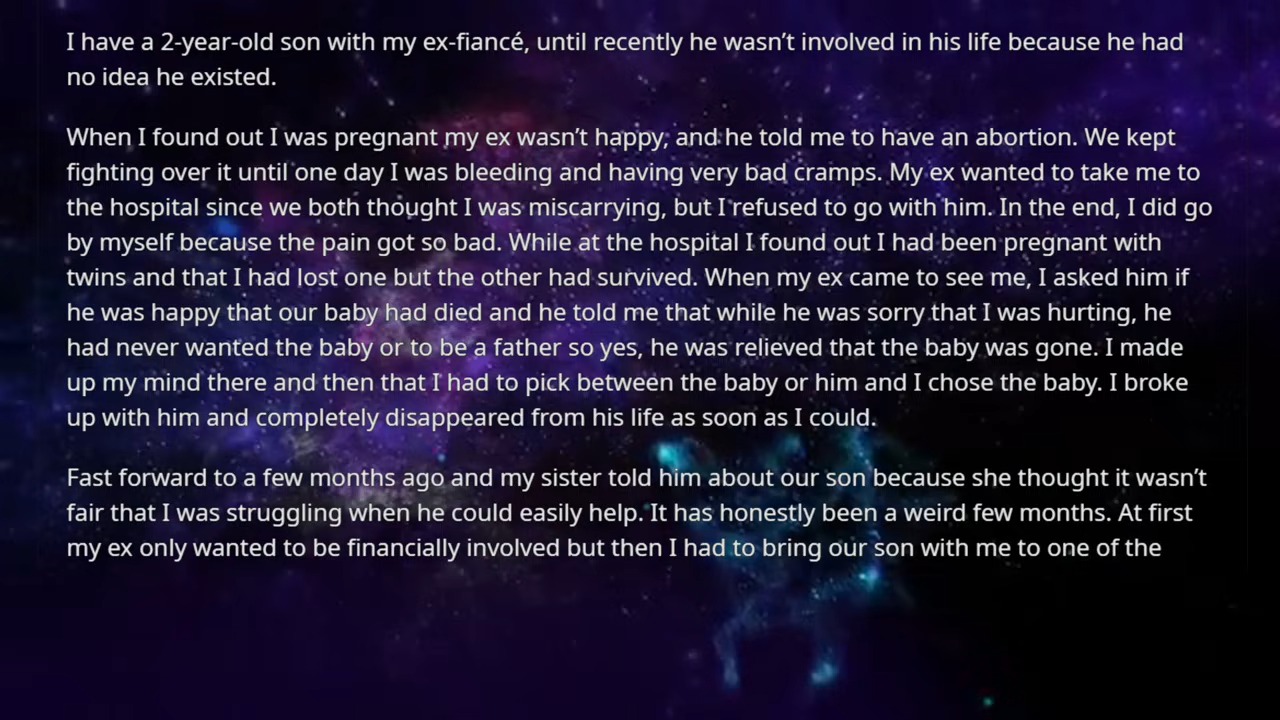 I have a 2-year-old son with my ex-fiancé, until recently he wasn’t involved in his life because he had
no idea he existed.
When I found out I was pregnant my ex wasn’t happy, and he told me to have an abortion. We kept
fighting over it until one day I was bleeding and having very bad cramps. My ex wanted to take me to
the hospital since we both thought I was miscarrying, but I refused to go with him. In the end, I did go
by myself because the pain got so bad. While at the hospital I found out I had been pregnant with
twins and that I had lost one but the other had survived. When my ex came to see me, I asked him if
he was happy that our baby had died and he told me that while he was sorry that I was hurting, he
had never wanted the baby or to be a father so yes, he was relieved that the baby was gone. I made
up my mind there and then that I had to pick between the baby or him and I chose the baby. I broke
up with him and completely disappeared from his life as soon as I could.
Fast forward to a few months ago and my sister told him about our son because she thought it wasn’t
fair that I was struggling when he could easily help. It has honestly been a weird few months. At first
my ex only wanted to be financially involved but then I had to bring our son with me to one of the